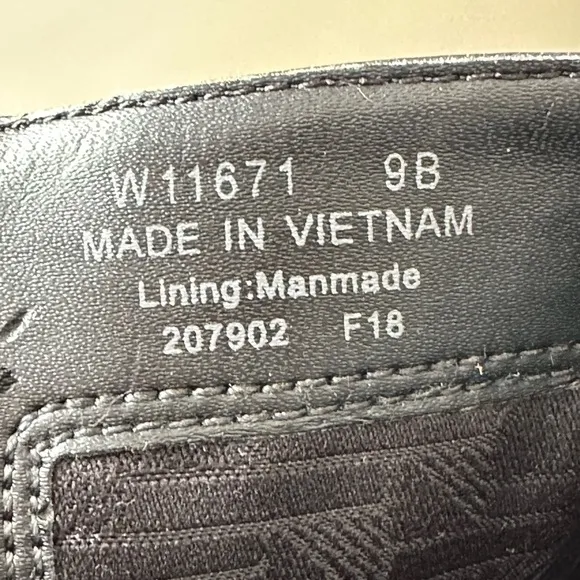 W11671 9B
MADE IN VIETNAM
Lining:Manmade
207902 F18